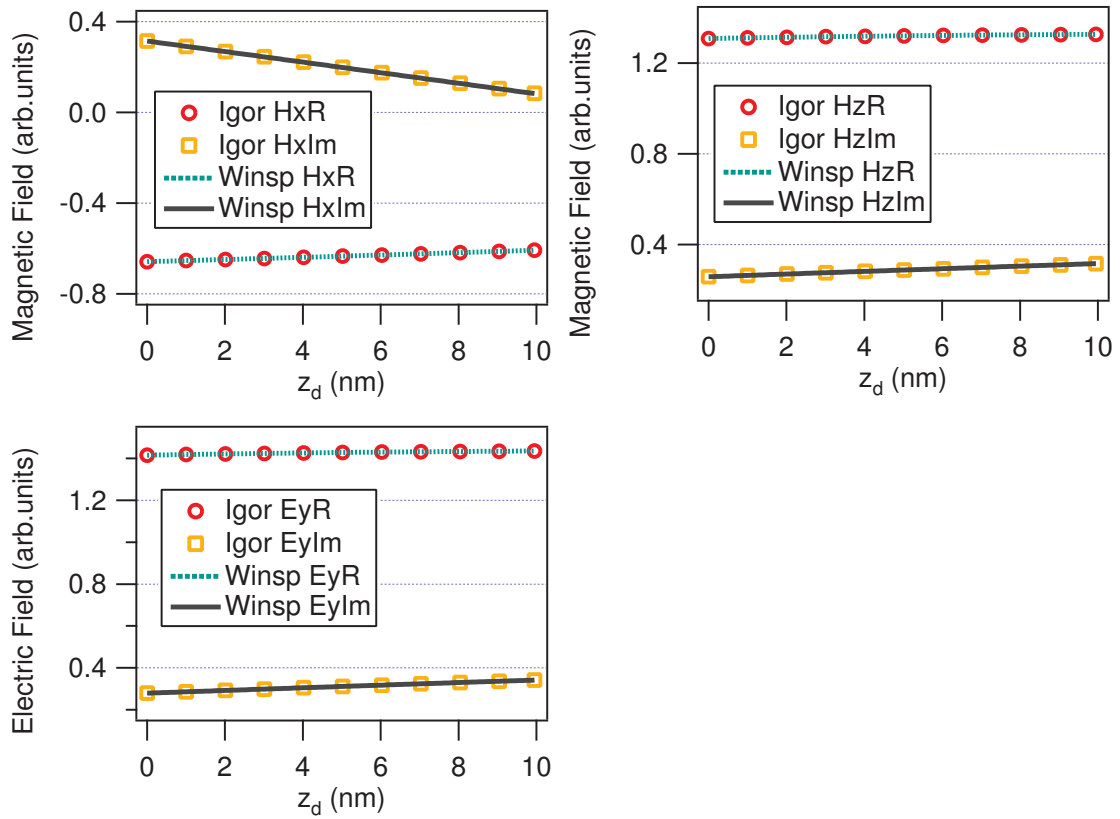 Magnetic Field (arb.units)
0.4
0.0
-0.4
-0.8
Igor HxR
Igor HxIm
Winsp HxR
Winsp HxIm
0 2 4 6 8 10
z_d (nm)
Magnetic Field (arb.units)
1.2
0.8
0.4
Igor HzR
Igor HzIm
Winsp HzR
Winsp HzIm
0 2 4 6 8 10
z_d (nm)
Electric Field (arb.units)
1.2
0.8
0.4
Igor EyR
Igor EyIm
Winsp EyR
Winsp EyIm
0 2 4 6 8 10
z_d (nm)